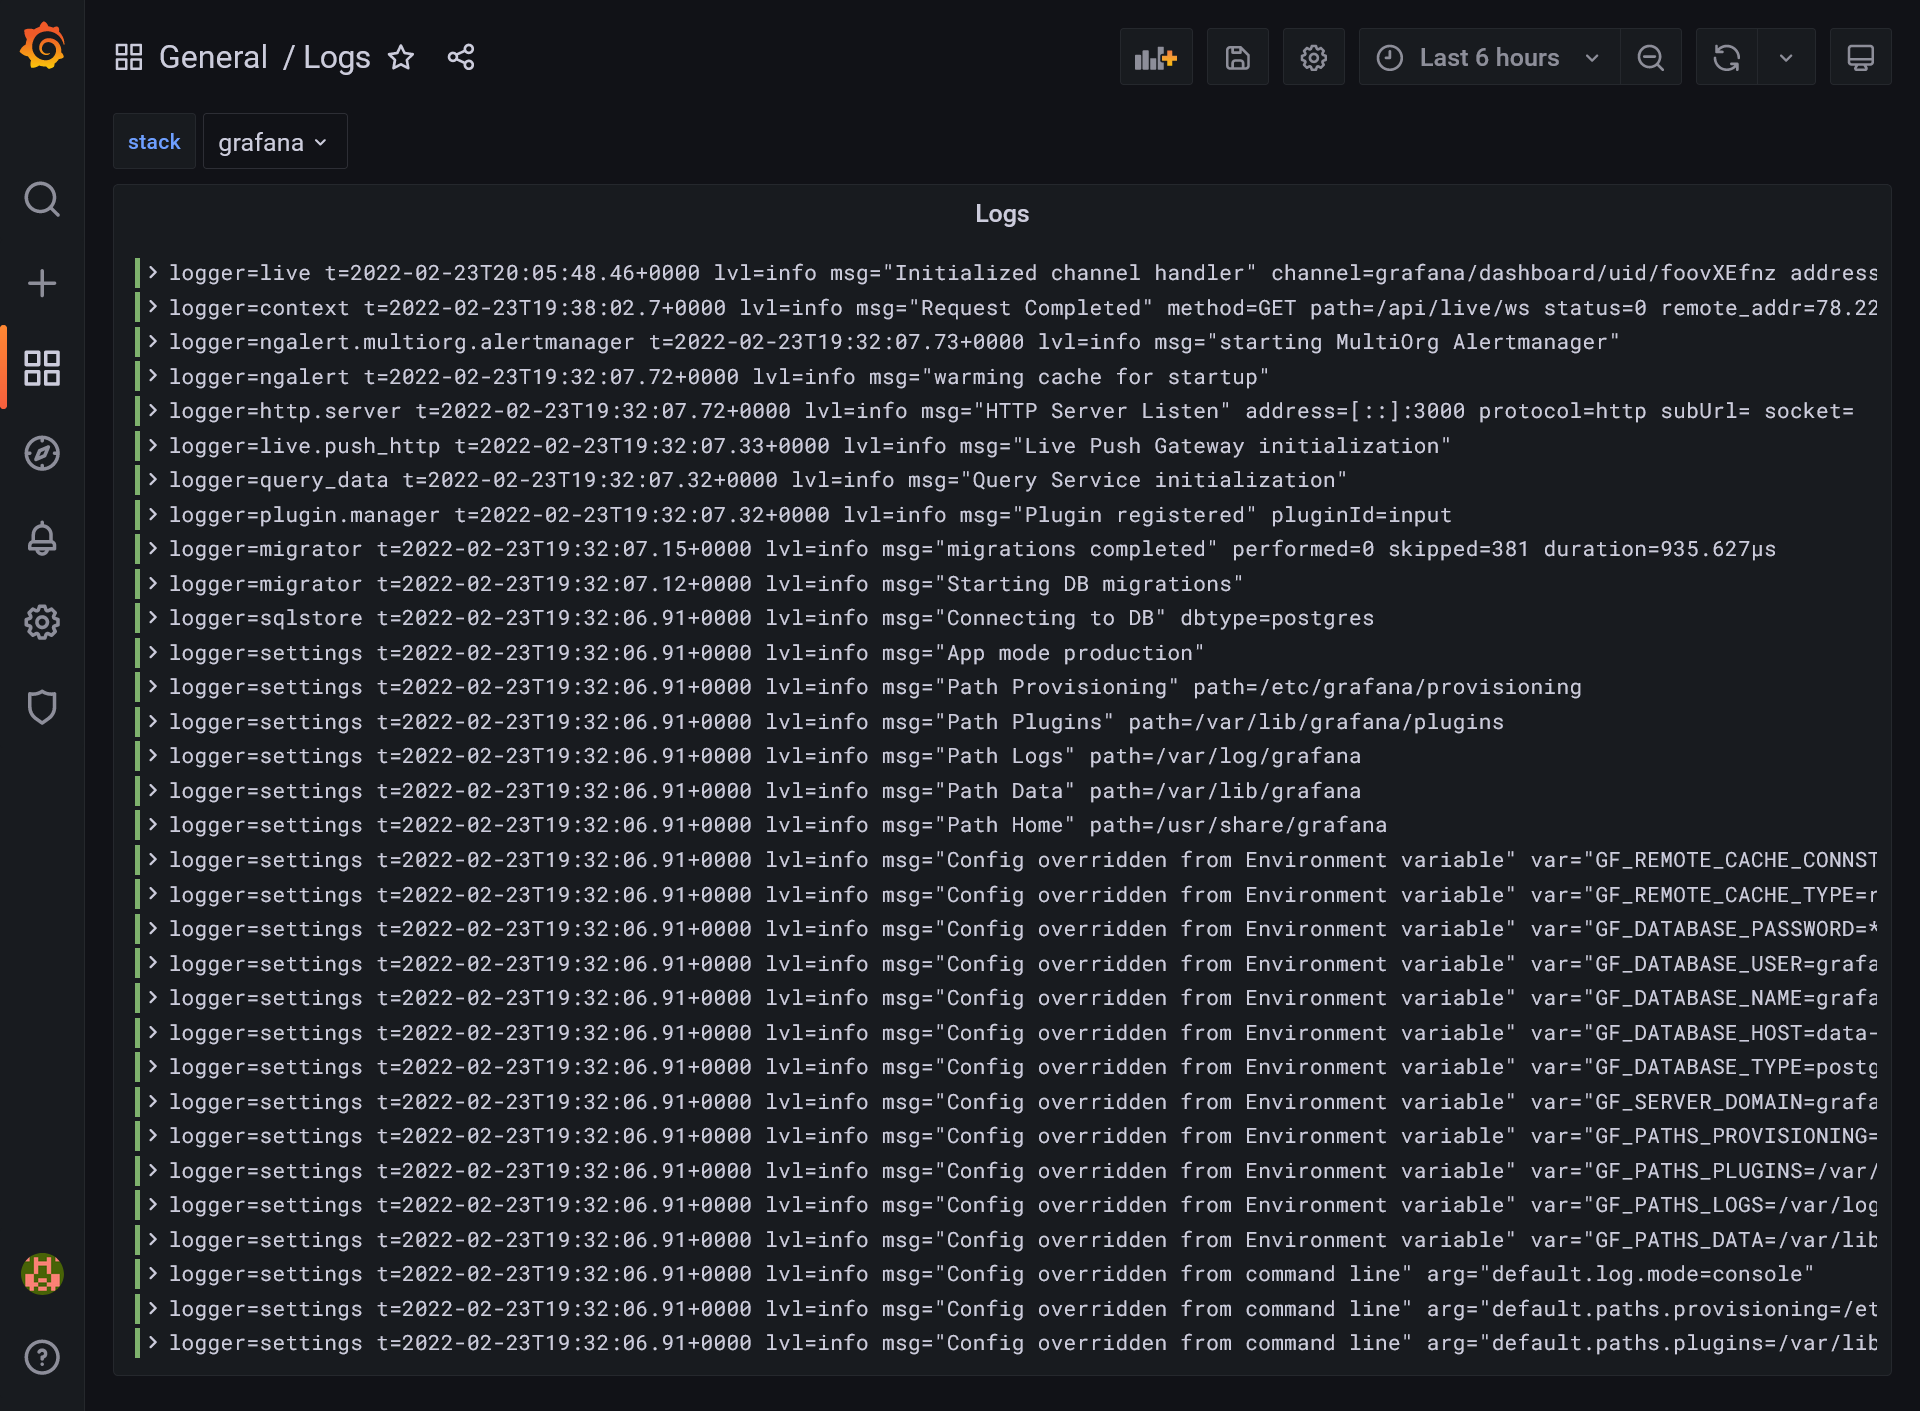 General / Logs
Last 6 hours
stack grafana
Logs
logger=live t=2022-02-23T20:05:48.46+0000 lvl=info msg="Initialized channel handler" channel=grafana/dashboard/uid/foovXEfnz address
logger=context t=2022-02-23T19:38:02.7+0000 lvl=info msg="Request Completed" method=GET path=/api/live/ws status=0 remote_addr=78.22
logger=ngalert.multiorg.alertmanager t=2022-02-23T19:32:07.73+0000 lvl=info msg="starting MultiOrg Alertmanager"
logger=ngalert t=2022-02-23T19:32:07.72+0000 lvl=info msg="warming cache for startup"
logger=http.server t=2022-02-23T19:32:07.72+0000 lvl=info msg="HTTP Server Listen" address=[::]:3000 protocol=http subUrl= socket=
logger=live.push_http t=2022-02-23T19:32:07.33+0000 lvl=info msg="Live Push Gateway initialization"
logger=query_data t=2022-02-23T19:32:07.32+0000 lvl=info msg="Query Service initialization"
logger=plugin.manager t=2022-02-23T19:32:07.32+0000 lvl=info msg="Plugin registered" pluginId=input
logger=migrator t=2022-02-23T19:32:07.15+0000 lvl=info msg="migrations completed" performed=0 skipped=381 duration=935.627µs
logger=migrator t=2022-02-23T19:32:07.12+0000 lvl=info msg="Starting DB migrations"
logger=sqlstore t=2022-02-23T19:32:06.91+0000 lvl=info msg="Connecting to DB" dbtype=postgres
logger=settings t=2022-02-23T19:32:06.91+0000 lvl=info msg="App mode production"
logger=settings t=2022-02-23T19:32:06.91+0000 lvl=info msg="Path Provisioning" path=/etc/grafana/provisioning
logger=settings t=2022-02-23T19:32:06.91+0000 lvl=info msg="Path Plugins" path=/var/lib/grafana/plugins
logger=settings t=2022-02-23T19:32:06.91+0000 lvl=info msg="Path Logs" path=/var/log/grafana
logger=settings t=2022-02-23T19:32:06.91+0000 lvl=info msg="Path Data" path=/var/lib/grafana
logger=settings t=2022-02-23T19:32:06.91+0000 lvl=info msg="Path Home" path=/usr/share/grafana
logger=settings t=2022-02-23T19:32:06.91+0000 lvl=info msg="Config overridden from Environment variable" var="GF_REMOTE_CACHE_CONNST
logger=settings t=2022-02-23T19:32:06.91+0000 lvl=info msg="Config overridden from Environment variable" var="GF_REMOTE_CACHE_TYPE=r
logger=settings t=2022-02-23T19:32:06.91+0000 lvl=info msg="Config overridden from Environment variable" var="GF_DATABASE_PASSWORD=*
logger=settings t=2022-02-23T19:32:06.91+0000 lvl=info msg="Config overridden from Environment variable" var="GF_DATABASE_USER=grafa
logger=settings t=2022-02-23T19:32:06.91+0000 lvl=info msg="Config overridden from Environment variable" var="GF_DATABASE_NAME=grafa
logger=settings t=2022-02-23T19:32:06.91+0000 lvl=info msg="Config overridden from Environment variable" var="GF_DATABASE_HOST=data-
logger=settings t=2022-02-23T19:32:06.91+0000 lvl=info msg="Config overridden from Environment variable" var="GF_DATABASE_TYPE=postg
logger=settings t=2022-02-23T19:32:06.91+0000 lvl=info msg="Config overridden from Environment variable" var="GF_SERVER_DOMAIN=grafa
logger=settings t=2022-02-23T19:32:06.91+0000 lvl=info msg="Config overridden from Environment variable" var="GF_PATHS_PROVISIONING=
logger=settings t=2022-02-23T19:32:06.91+0000 lvl=info msg="Config overridden from Environment variable" var="GF_PATHS_PLUGINS=/var/
logger=settings t=2022-02-23T19:32:06.91+0000 lvl=info msg="Config overridden from Environment variable" var="GF_PATHS_LOGS=/var/log
logger=settings t=2022-02-23T19:32:06.91+0000 lvl=info msg="Config overridden from Environment variable" var="GF_PATHS_DATA=/var/lib
logger=settings t=2022-02-23T19:32:06.91+0000 lvl=info msg="Config overridden from command line" arg="default.log.mode=console"
logger=settings t=2022-02-23T19:32:06.91+0000 lvl=info msg="Config overridden from command line" arg="default.paths.provisioning=/et
logger=settings t=2022-02-23T19:32:06.91+0000 lvl=info msg="Config overridden from command line" arg="default.paths.plugins=/var/lib